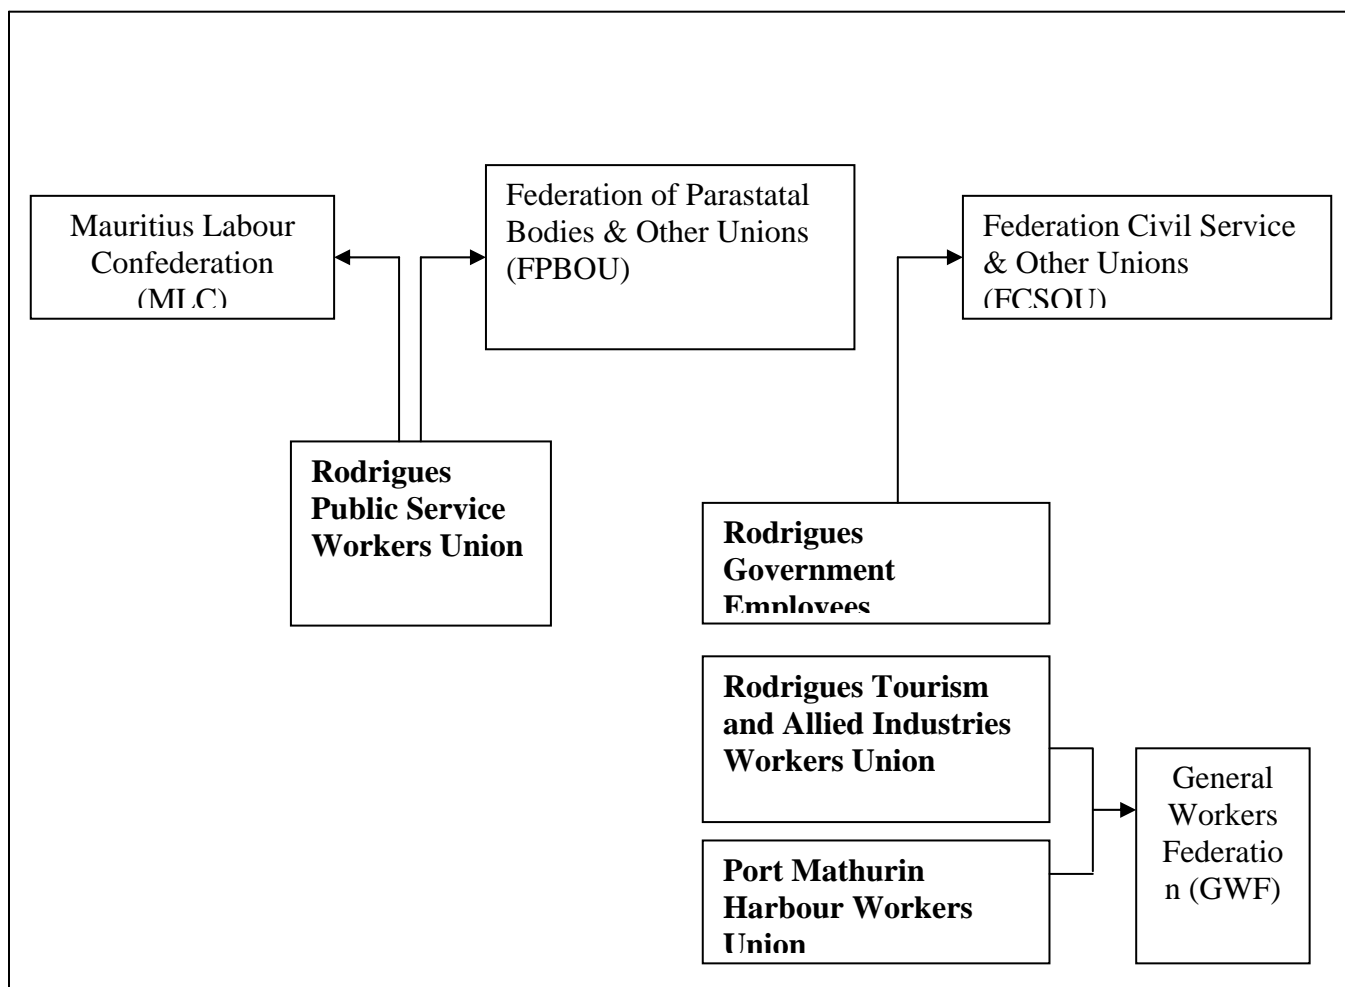 Mauritius Labour
Confederation
(MLC)
Federation of Parastatal
Bodies & Other Unions
(FPBOU)
Federation Civil Service
& Other Unions
(FCSOU)
Rodrigues
Public Service
Workers Union
Rodrigues
Government
Employees
Rodrigues Tourism
and Allied Industries
Workers Union
Port Mathurin
Harbour Workers
Union
General
Workers
Federatio
n (GWF)